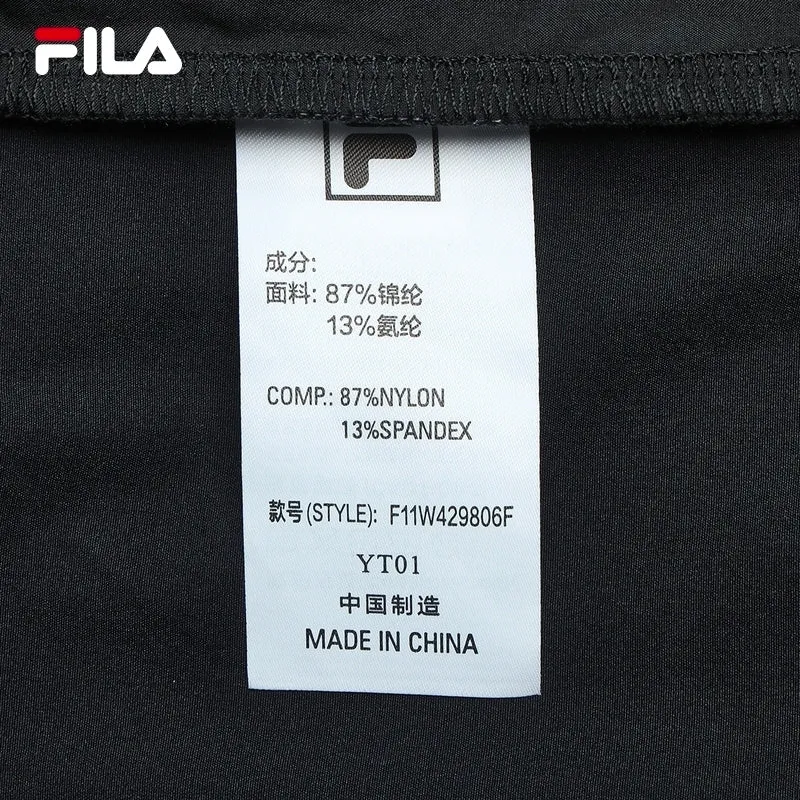 FILA
成分:
面料: 87%锦纶
13%氨纶
COMP.: 87%NYLON
13%SPANDEX
款号(STYLE): F11W429806F
YT01
中国制造
MADE IN CHINA